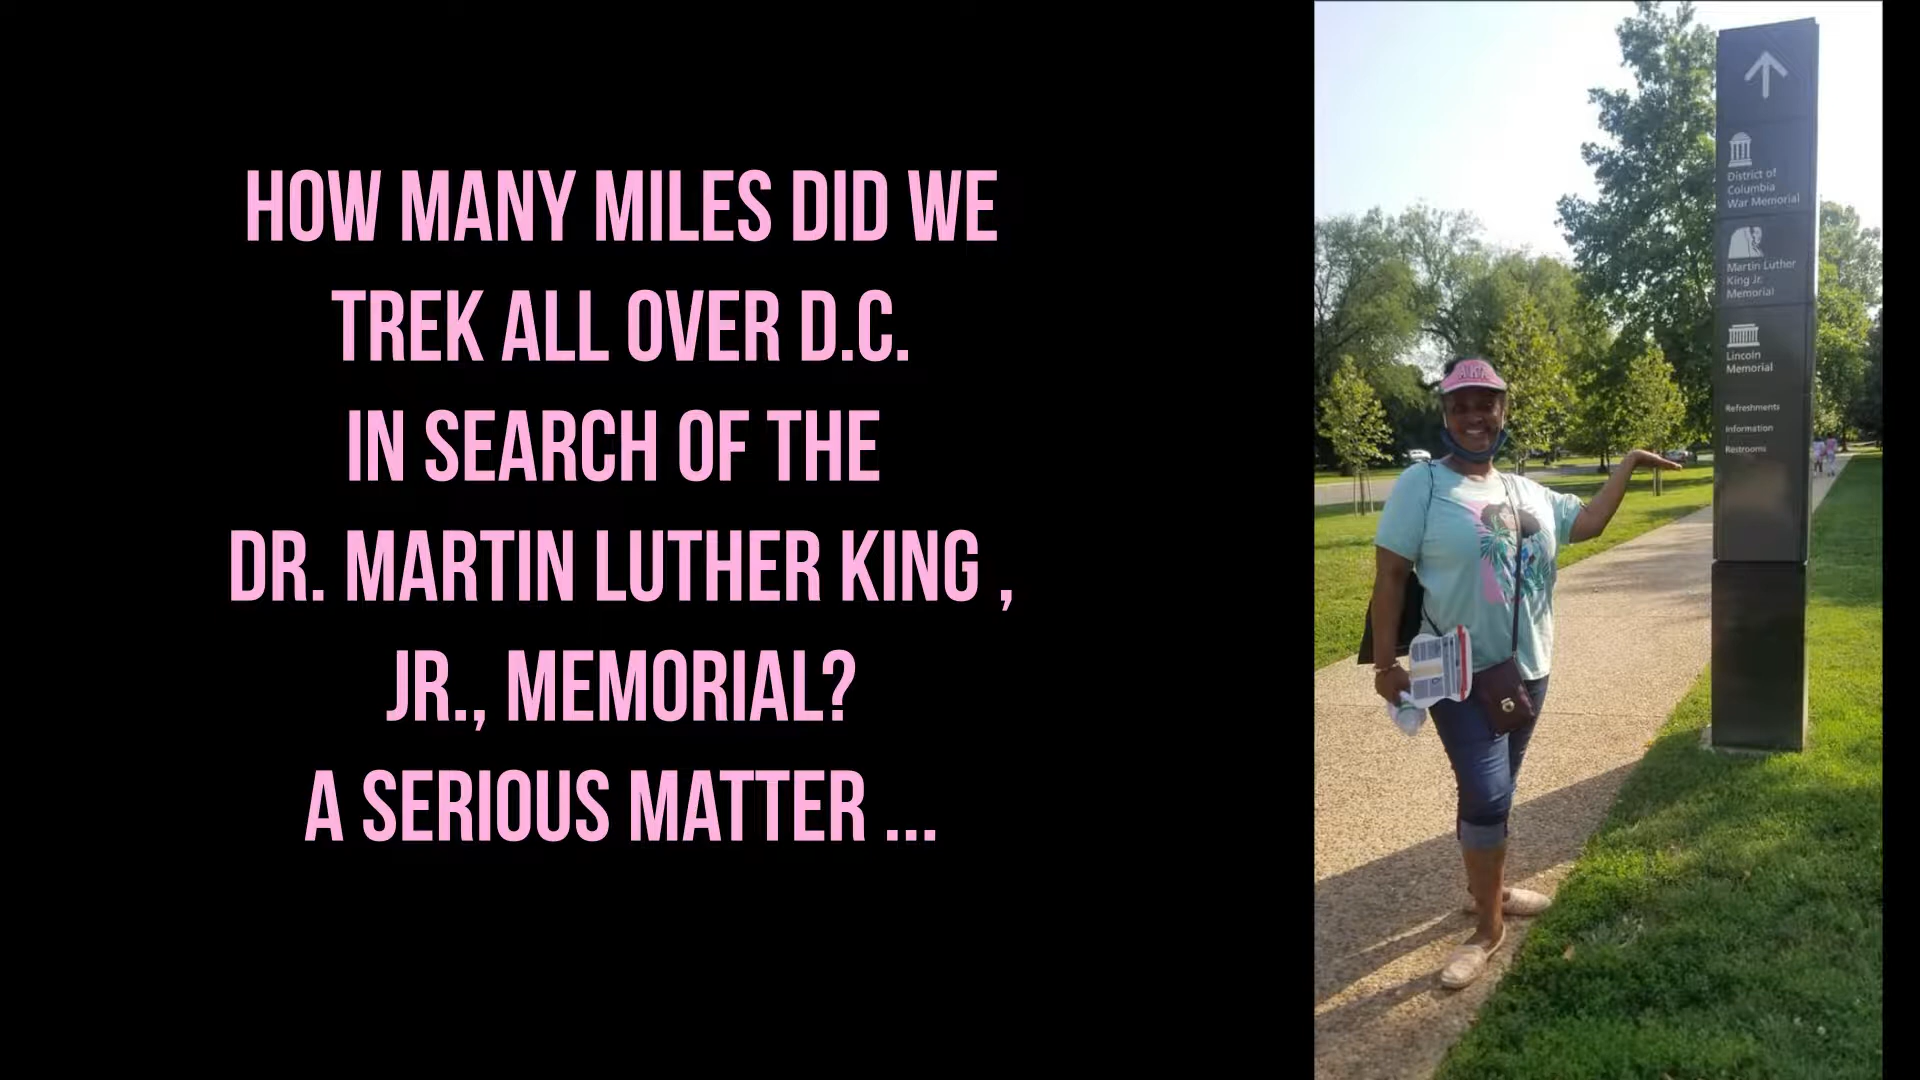 HOW MANY MILES DID WE
TREK ALL OVER D.C.
IN SEARCH OF THE
DR. MARTIN LUTHER KING ,
JR., MEMORIAL?
A SERIOUS MATTER ...
District of
Columbia
War Memorial
Martin Luther
King Jr.
Memorial
Lincoln
Memorial
Refreshments
Information
Restrooms
AKA